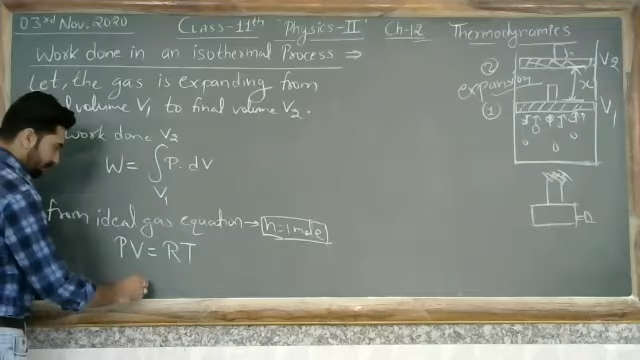 03rd Nov. 2020 Class-11th "Physics-II" Ch-12 Thermodynamics
Work done in an isothermal Process ⇒
Let, the gas is expanding from
volume V1 to final volume V2.
work done
W = ∫ P. dV
V2
V1
from ideal gas equation → n=1 mole
PV = RT
② V2
expansion x
① V1